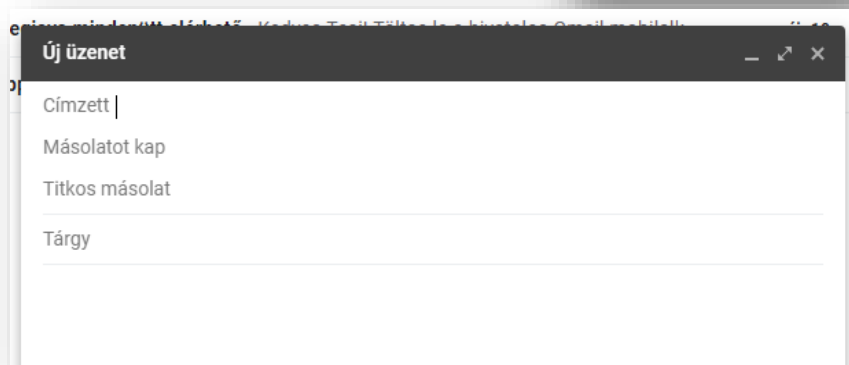 Új üzenet
Címzett
Másolatot kap
Titkos másolat
Tárgy